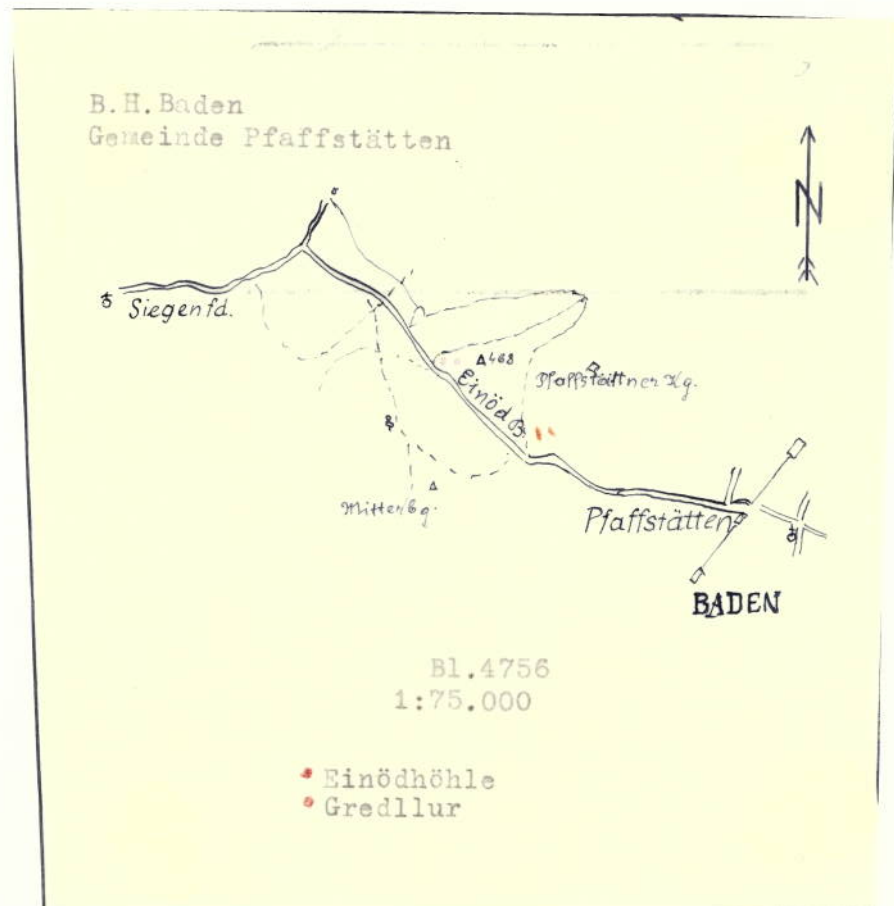 B.H.Baden
Gemeinde Pfaffstätten
N
Siegenfd.
468
Pfaffstättner Kg.
Einöd B.
Mitterbg.
Pfaffstätten
BADEN
Bl.4756
1:75.000
Einödhöhle
Gredllur